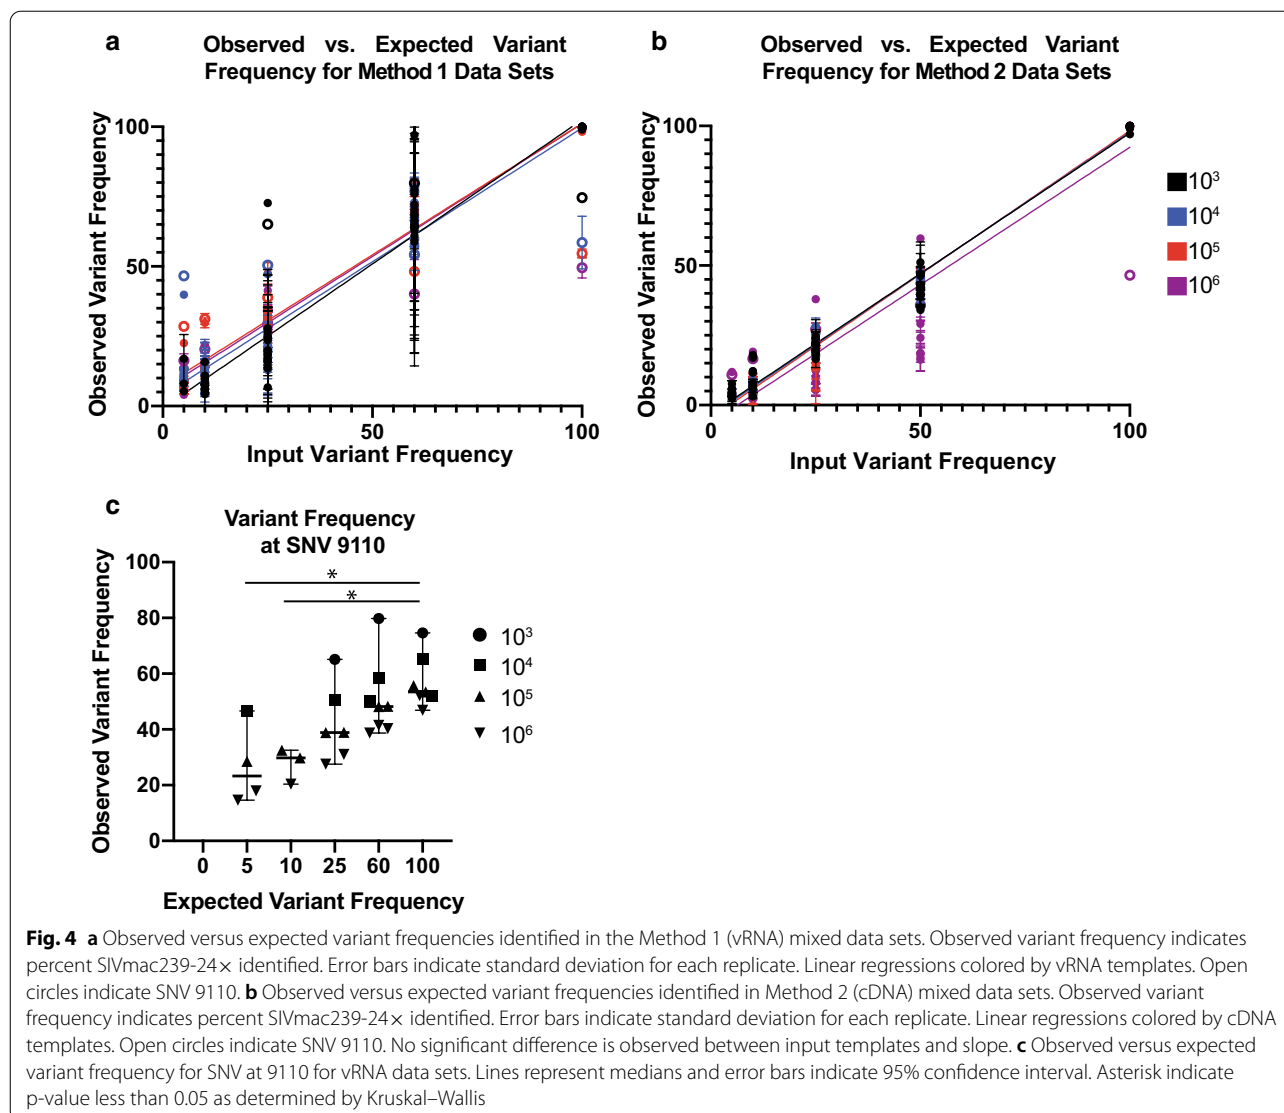 a
Observed vs. Expected Variant
Frequency for Method 1 Data Sets
100
50
0
Observed Variant Frequency
0 50 100
Input Variant Frequency
b
Observed vs. Expected Variant
Frequency for Method 2 Data Sets
100
50
0
Observed Variant Frequency
0 50 100
Input Variant Frequency
10³
10⁴
10⁵
10⁶
c
Variant Frequency
at SNV 9110
100
80
60
40
20
0
Observed Variant Frequency
*
*
0 5 10 25 60 100
Expected Variant Frequency
10³
10⁴
10⁵
10⁶
Fig. 4 a Observed versus expected variant frequencies identified in the Method 1 (vRNA) mixed data sets. Observed variant frequency indicates
percent SIVmac239-24× identified. Error bars indicate standard deviation for each replicate. Linear regressions colored by vRNA templates. Open
circles indicate SNV 9110. b Observed versus expected variant frequencies identified in Method 2 (cDNA) mixed data sets. Observed variant
frequency indicates percent SIVmac239-24× identified. Error bars indicate standard deviation for each replicate. Linear regressions colored by cDNA
templates. Open circles indicate SNV 9110. No significant difference is observed between input templates and slope. c Observed versus expected
variant frequency for SNV at 9110 for vRNA data sets. Lines represent medians and error bars indicate 95% confidence interval. Asterisk indicate
p-value less than 0.05 as determined by Kruskal–Wallis